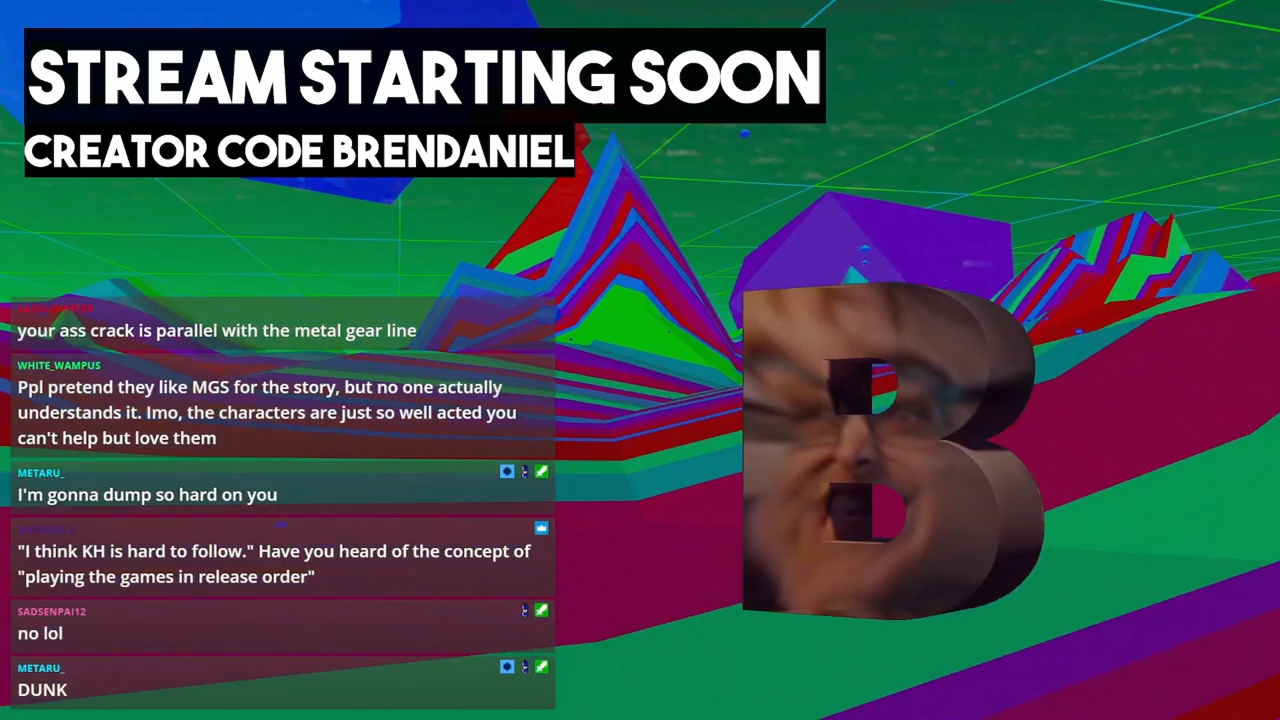 STREAM STARTING SOON
CREATOR CODE BRENDANIEL
your ass crack is parallel with the metal gear line
WHITE_WAMPUS
Ppl pretend they like MGS for the story, but no one actually
understands it. Imo, the characters are just so well acted you
can't help but love them
METARU_
I'm gonna dump so hard on you
"I think KH is hard to follow." Have you heard of the concept of
"playing the games in release order"
SADSENPAI12
no lol
METARU_
DUNK
B